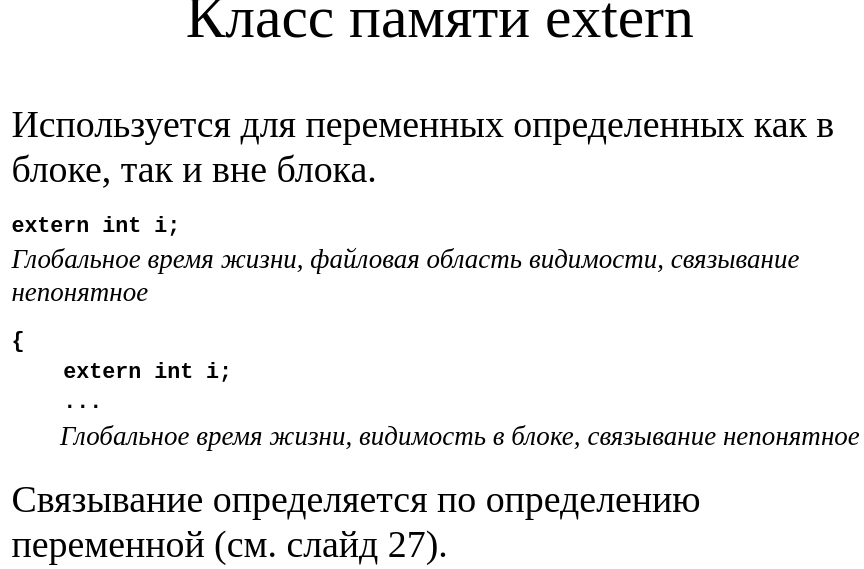 Класс памяти extern
Используется для переменных определенных как в
блоке, так и вне блока.
extern int i;
Глобальное время жизни, файловая область видимости, связывание
непонятное
{
extern int i;
...
Глобальное время жизни, видимость в блоке, связывание непонятное
Связывание определяется по определению
переменной (см. слайд 27).